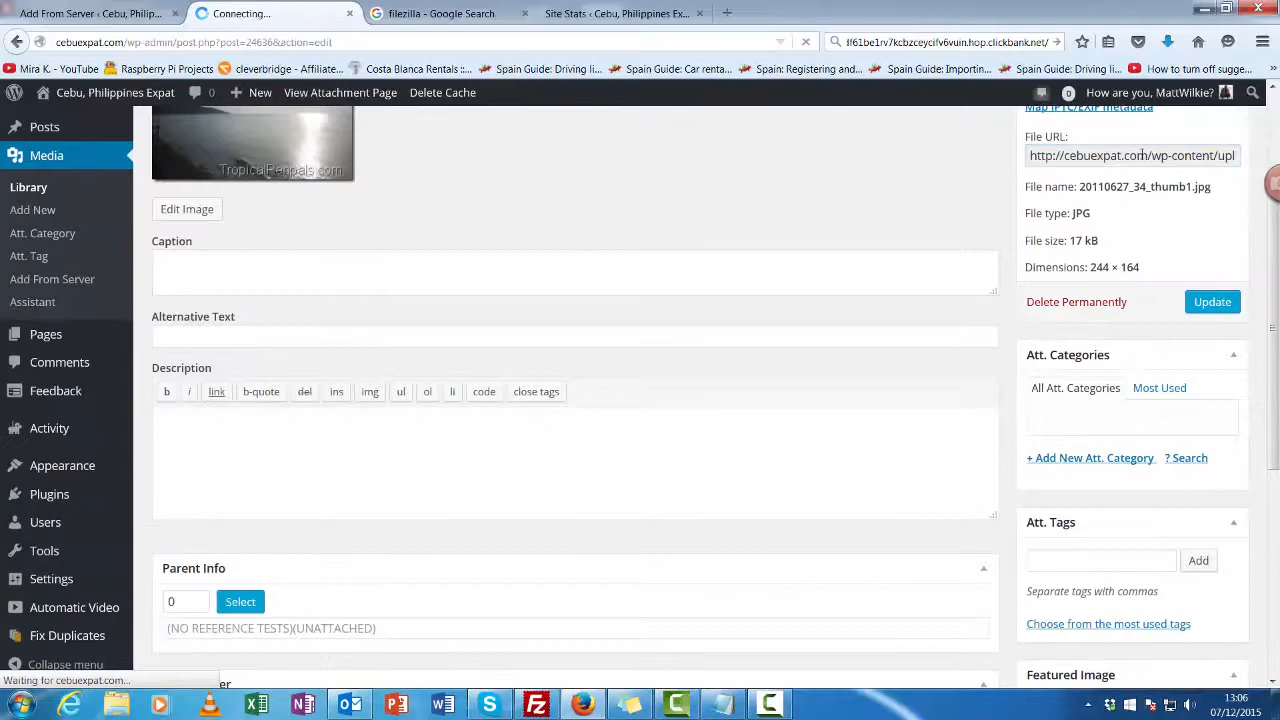 Add From Server < Cebu, Philip... ×
Connecting... ×
filezilla - Google Search ×
Site Stats < Cebu, Philippines Ex... ×
cebuexpat.com/wp-admin/post.php?post=24636&action=edit
ff61be1rv7kcbzceycifv6vuin.hop.clickbank.net/
Mira K. - YouTube
Raspberry Pi Projects
cleverbridge - Affiliate...
Costa Blanca Rentals :...
Spain Guide: Driving li...
Spain Guide: Car renta...
Spain: Registering and...
Spain Guide: Importin...
Spain Guide: Driving li...
How to turn off sugge...
Cebu, Philippines Expat
0
New
View Attachment Page
Delete Cache
0
How are you, MattWilkie?
Posts
Media
Library
Add New
Att. Category
Att. Tag
Add From Server
Assistant
Pages
Comments
Feedback
Activity
Appearance
Plugins
Users
Tools
Settings
Automatic Video
Fix Duplicates
Collapse menu
TropicalPenpals.com
Edit Image
Caption
Alternative Text
Description
b i link b-quote del ins img ul ol li code close tags
Parent Info
0
Select
(NO REFERENCE TESTS)(UNATTACHED)
Map IPTC/EXIF metadata
File URL:
http://cebuexpat.com/wp-content/upl
File name: 20110627_34_thumb1.jpg
File type: JPG
File size: 17 kB
Dimensions: 244 × 164
Delete Permanently
Update
Att. Categories
All Att. Categories
Most Used
+ Add New Att. Category
? Search
Att. Tags
Add
Separate tags with commas
Choose from the most used tags
Featured Image
Waiting for cebuexpat.com...
13:06
07/12/2015